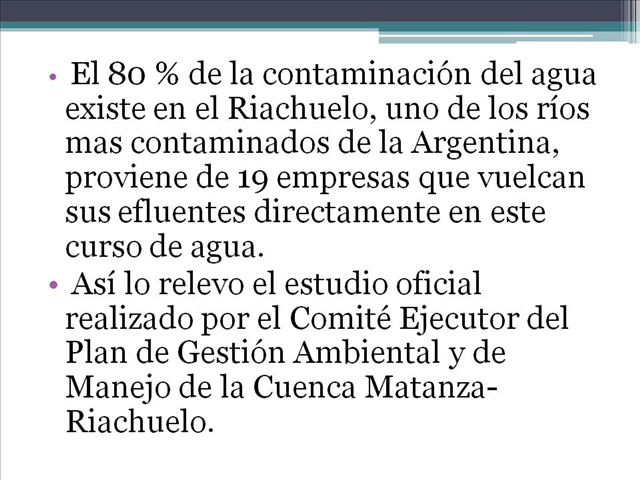 • El 80 % de la contaminación del agua
existe en el Riachuelo, uno de los ríos
mas contaminados de la Argentina,
proviene de 19 empresas que vuelcan
sus efluentes directamente en este
curso de agua.
• Así lo relevo el estudio oficial
realizado por el Comité Ejecutor del
Plan de Gestión Ambiental y de
Manejo de la Cuenca Matanza-
Riachuelo.